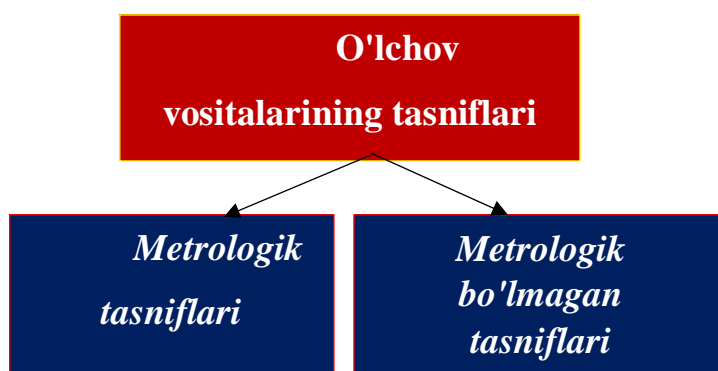 O'lchov
vositalarining tasniflari
Metrologik
tasniflari
Metrologik
bo'lmagan
tasniflari